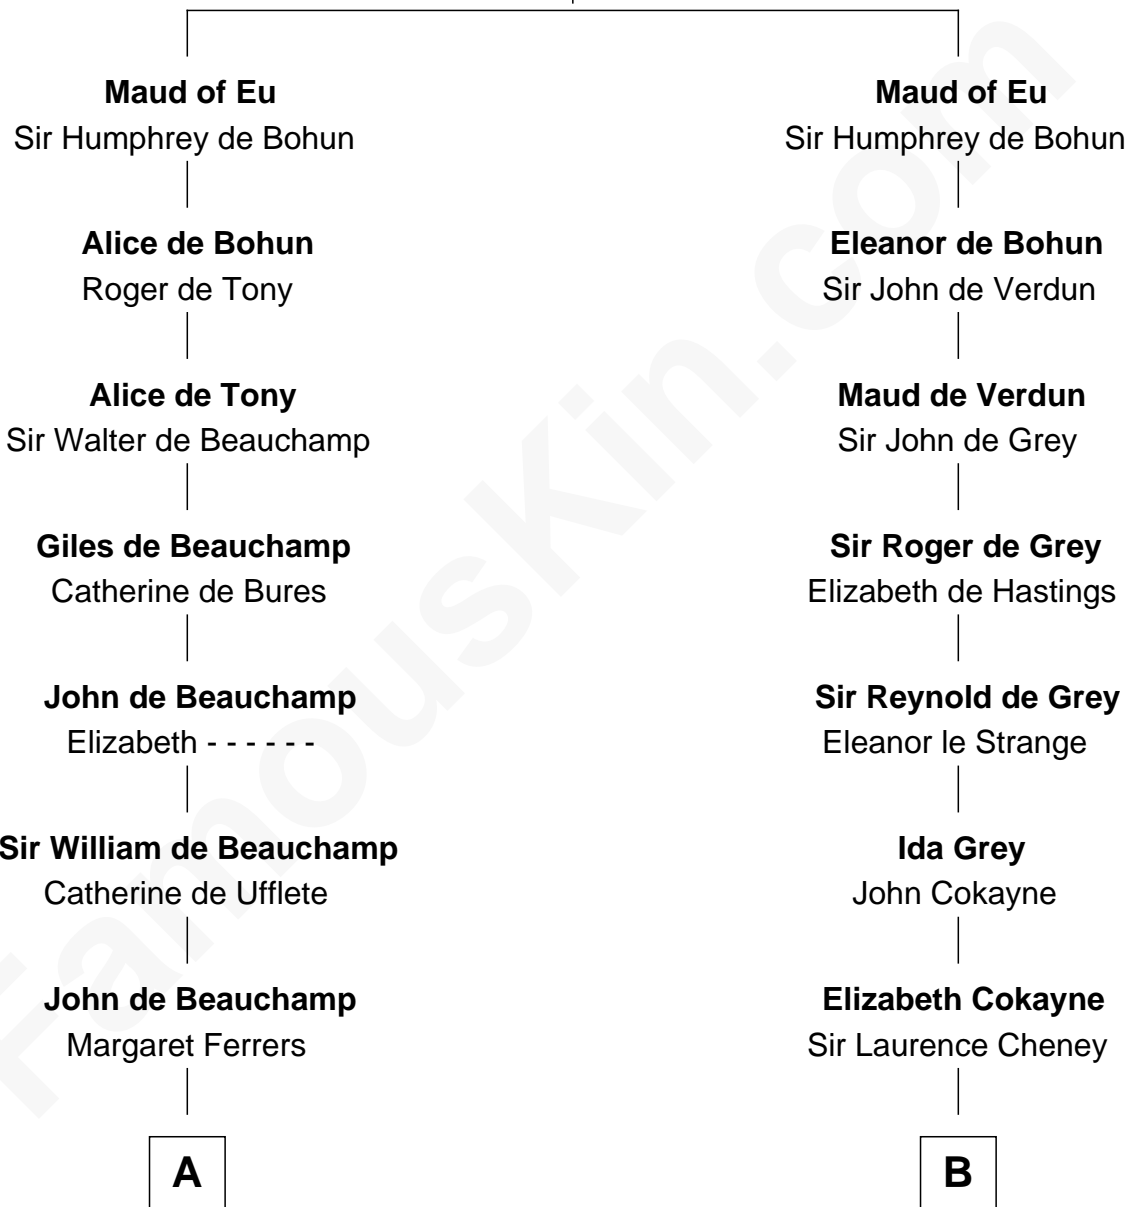 Maud of Eu
Sir Humphrey de Bohun
Alice de Bohun
Roger de Tony
Alice de Tony
Sir Walter de Beauchamp
Giles de Beauchamp
Catherine de Bures
John de Beauchamp
Elizabeth - - - - - -
Sir William de Beauchamp
Catherine de Ufflete
John de Beauchamp
Margaret Ferrers
A
Maud of Eu
Sir Humphrey de Bohun
Eleanor de Bohun
Sir John de Verdun
Maud de Verdun
Sir John de Grey
Sir Roger de Grey
Elizabeth de Hastings
Sir Reynold de Grey
Eleanor le Strange
Ida Grey
John Cokayne
Elizabeth Cokayne
Sir Laurence Cheney
B
FamousKin.com